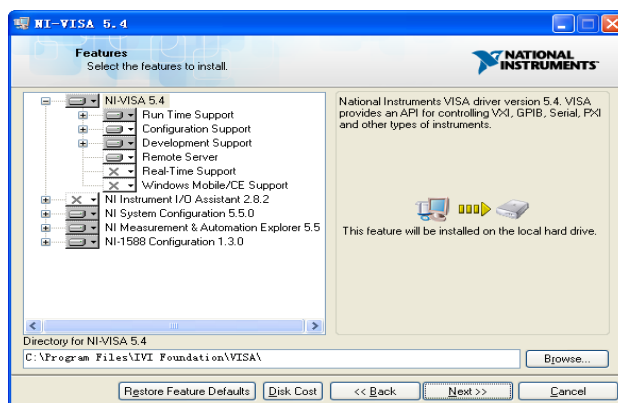 NI-VISA 5.4
Features
Select the features to install.
NATIONAL
INSTRUMENTS
NI-VISA 5.4
Run Time Support
Configuration Support
Development Support
Remote Server
Real-Time Support
Windows Mobile/CE Support
NI Instrument I/O Assistant 2.8.2
NI System Configuration 5.5.0
NI Measurement & Automation Explorer 5.5
NI-1588 Configuration 1.3.0
National Instruments VISA driver version 5.4. VISA
provides an API for controlling VXI, GPIB, Serial, PXI
and other types of instruments.
This feature will be installed on the local hard drive.
Directory for NI-VISA 5.4
C:\Program Files\IVI Foundation\VISA\
Browse...
Restore Feature Defaults
Disk Cost
<< Back
Next >>
Cancel